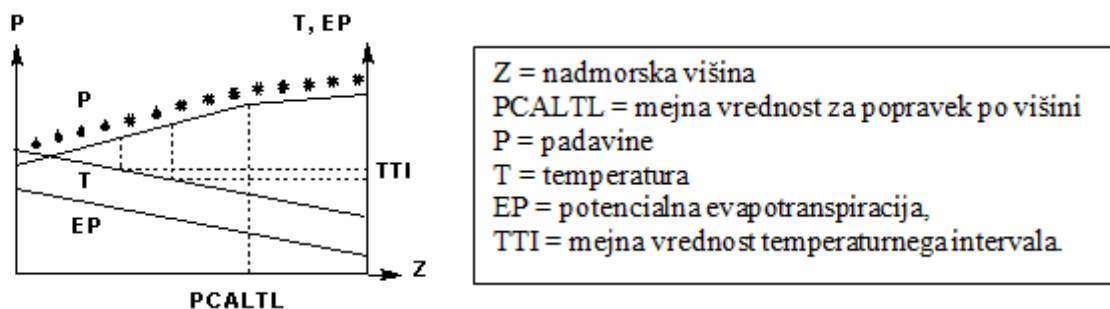 P
T, EP
P
T
TTI
EP
Z
PCALTL
Z = nadmorska višina
PCALTL = mejna vrednost za popravek po višini
P = padavine
T = temperatura
EP = potencialna evapotranspiracija,
TTI = mejna vrednost temperaturnega intervala.